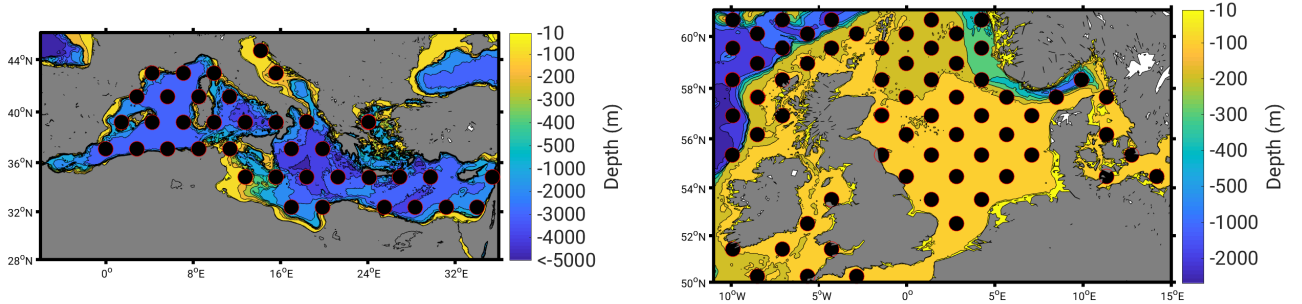 44°N
40°N
36°N
32°N
28°N
0°
8°E
16°E
24°E
32°E
-10
-100
-200
-300
-400
-500
-1000
-2000
-3000
-4000
<-5000
Depth (m)
60°N
58°N
56°N
54°N
52°N
50°N
10°W
5°W
0°
5°E
10°E
15°E
-10
-100
-200
-300
-400
-500
-1000
-2000
Depth (m)